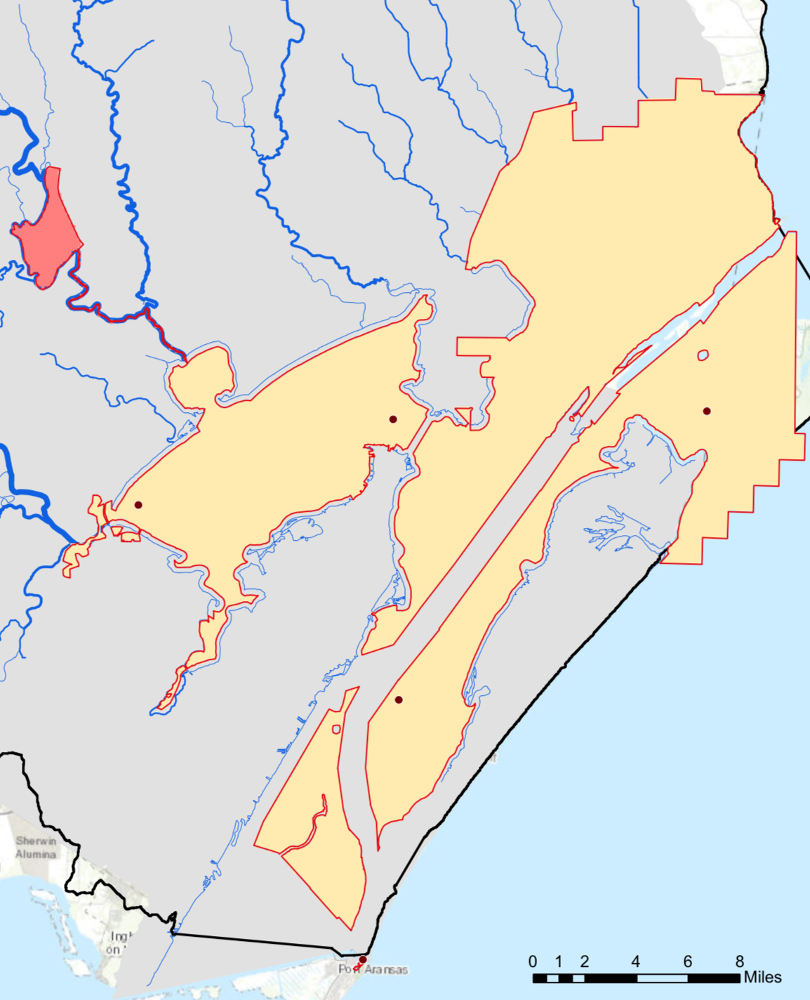 Sherwin
Alumina
Port Aransas
0 1 2 4 6 8
Miles